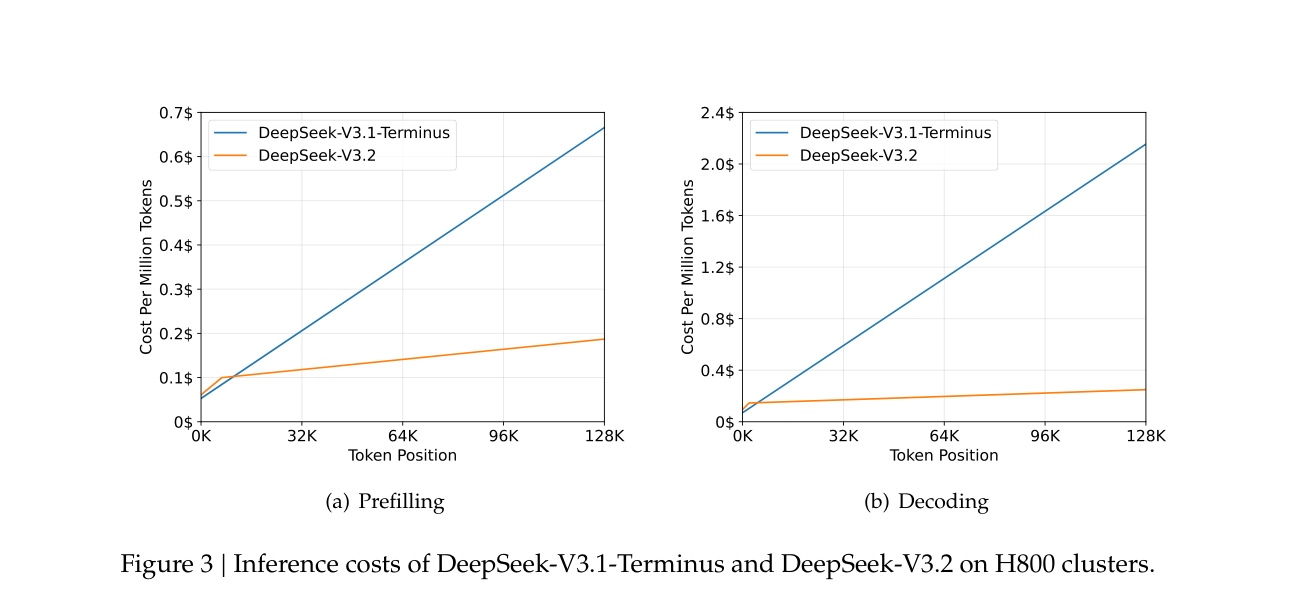 0.7$
0.6$
0.5$
0.4$
0.3$
0.2$
0.1$
0$
Cost Per Million Tokens
DeepSeek-V3.1-Terminus
DeepSeek-V3.2
0K 32K 64K 96K 128K
Token Position
(a) Prefilling
2.4$
2.0$
1.6$
1.2$
0.8$
0.4$
0$
Cost Per Million Tokens
DeepSeek-V3.1-Terminus
DeepSeek-V3.2
0K 32K 64K 96K 128K
Token Position
(b) Decoding
Figure 3 | Inference costs of DeepSeek-V3.1-Terminus and DeepSeek-V3.2 on H800 clusters.